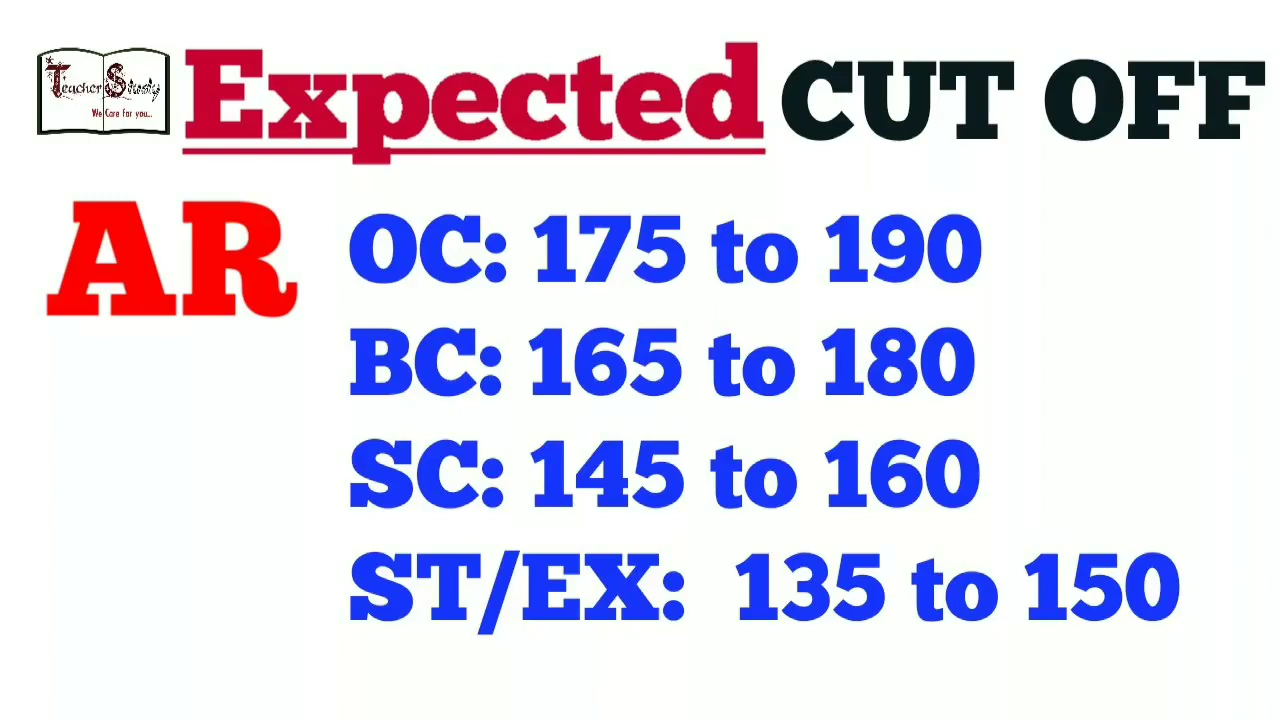 Teacher Study
We Care for you...
Expected CUT OFF
AR
OC: 175 to 190
BC: 165 to 180
SC: 145 to 160
ST/EX: 135 to 150